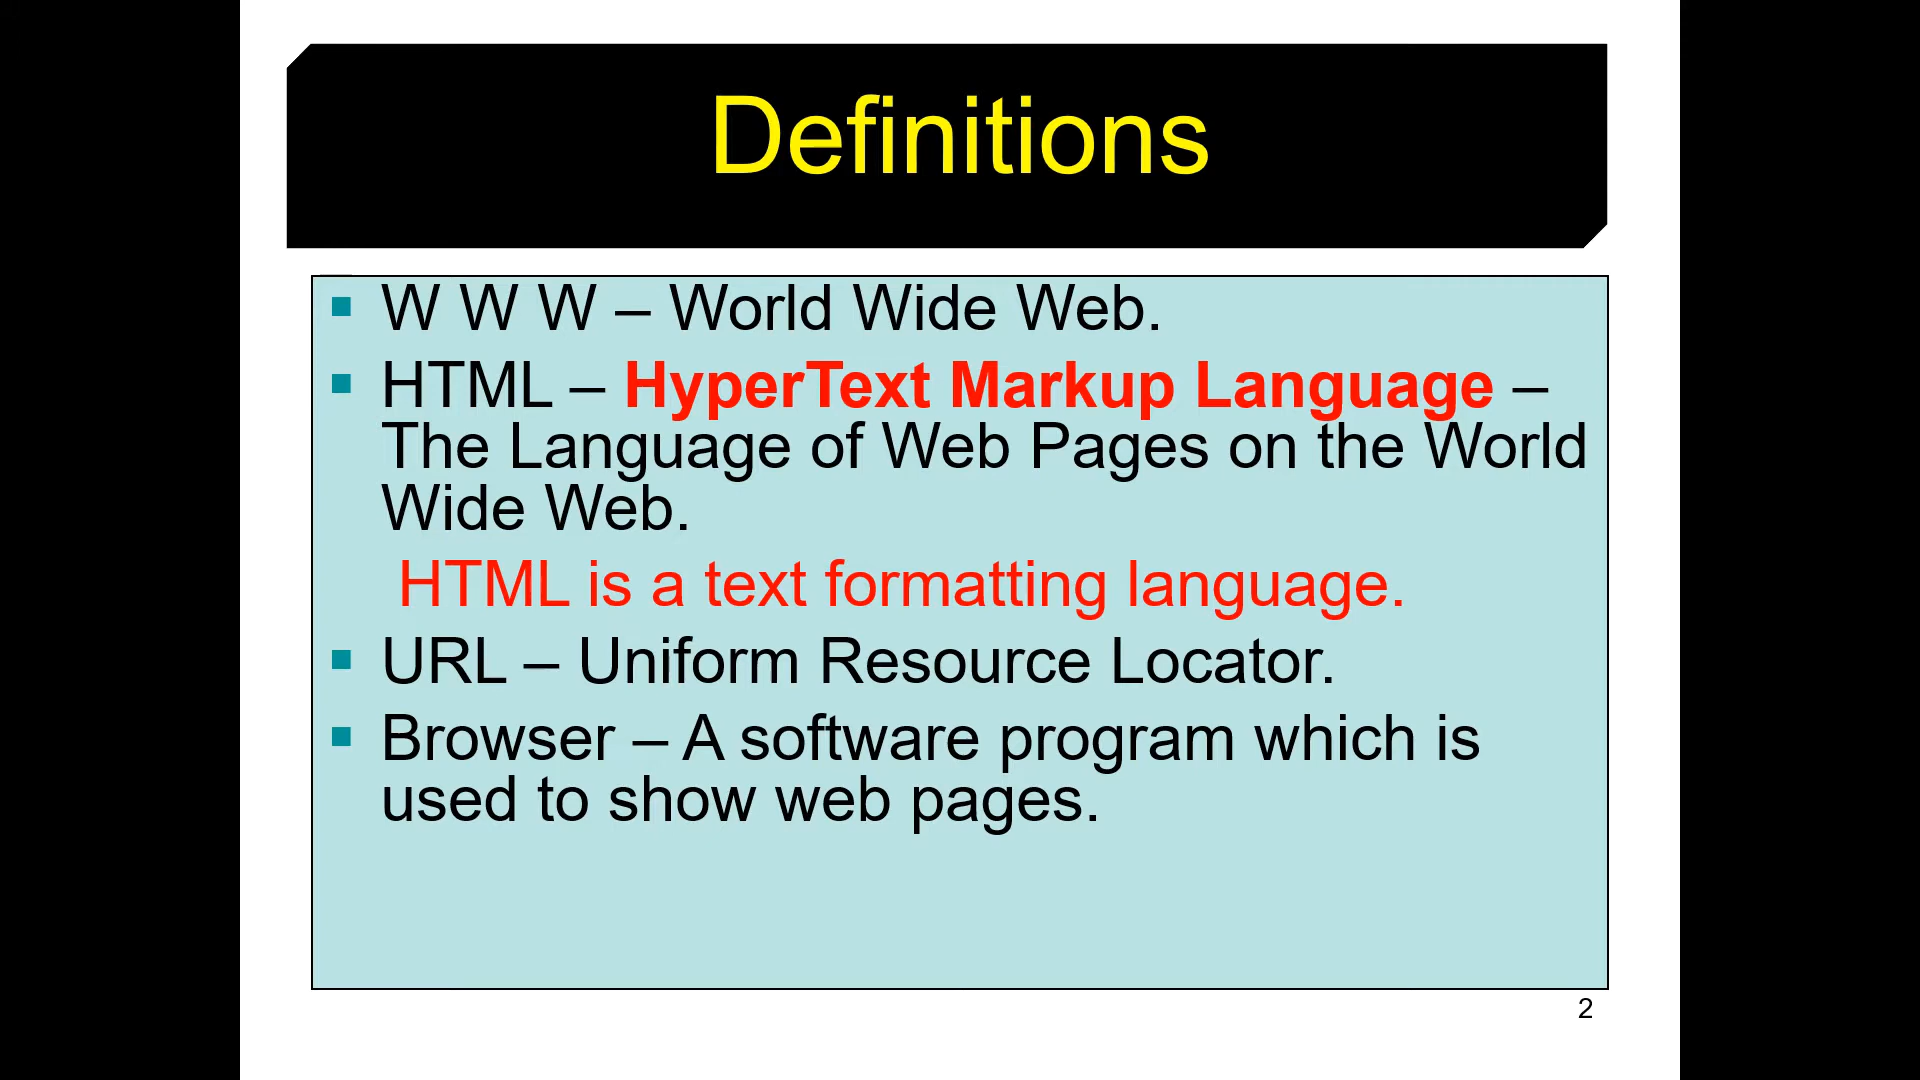 Definitions
W W W – World Wide Web.
HTML – HyperText Markup Language –
The Language of Web Pages on the World
Wide Web.
HTML is a text formatting language.
URL – Uniform Resource Locator.
Browser – A software program which is
used to show web pages.
2